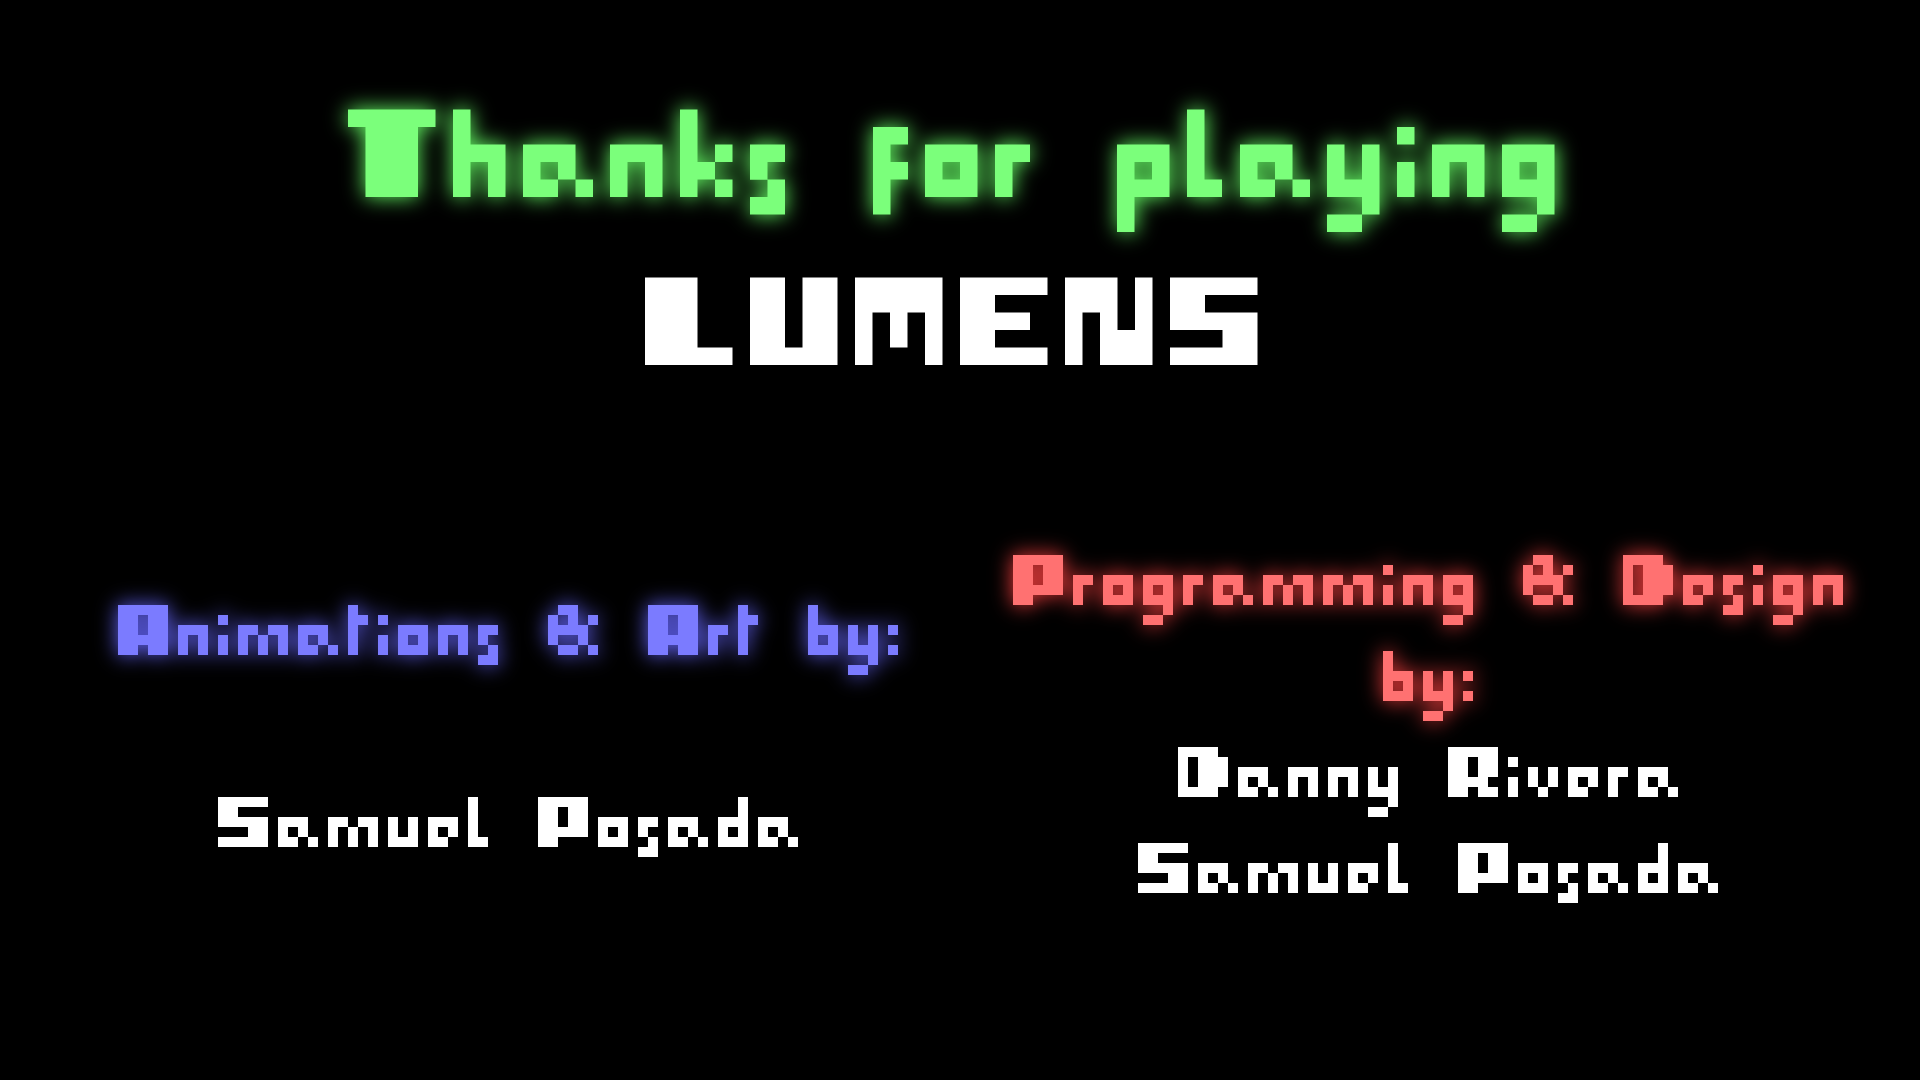 Thanks for playing
LUMENS
Animations & Art by:
Samuel Posada
Programming & Design
by:
Danny Rivera
Samuel Posada